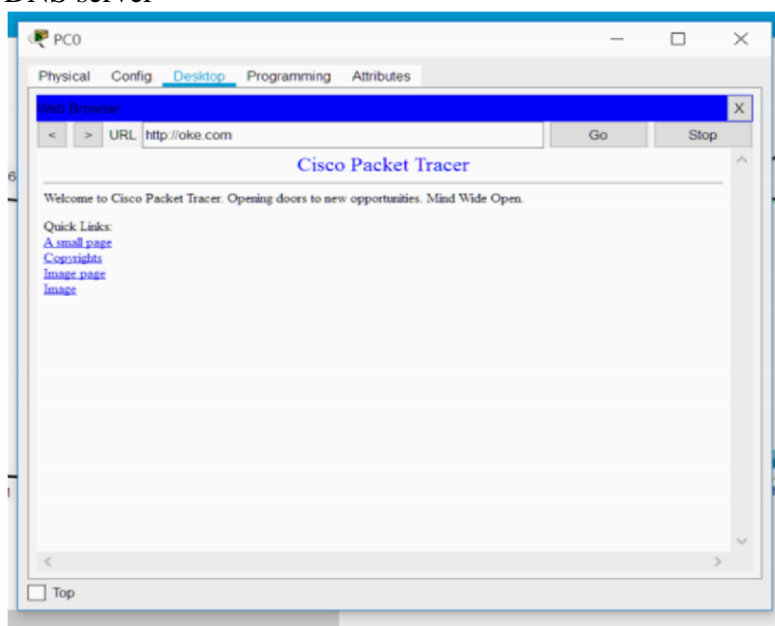 DNS server
PC0
Physical Config Desktop Programming Attributes
Web Browser
X
< > URL http://oke.com Go Stop
Cisco Packet Tracer
Welcome to Cisco Packet Tracer. Opening doors to new opportunities. Mind Wide Open.
Quick Links:
A small page
Copyrights
Image page
Image
Top